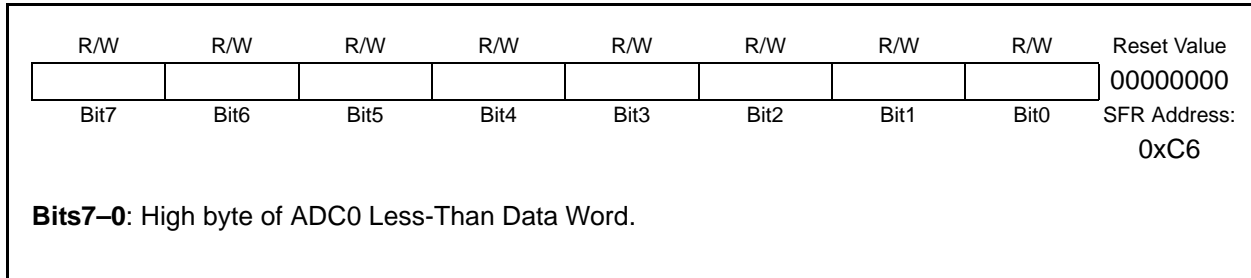 R/W R/W R/W R/W R/W R/W R/W R/W Reset Value
00000000
Bit7 Bit6 Bit5 Bit4 Bit3 Bit2 Bit1 Bit0 SFR Address:
0xC6
Bits7–0: High byte of ADC0 Less-Than Data Word.